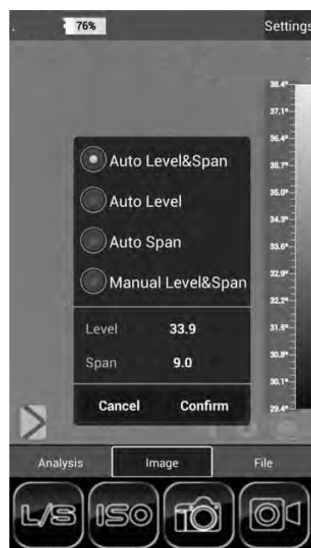 76%
Settings
38.4°
37.1°
36.4°
35.7°
35.0°
34.3°
33.6°
32.9°
32.2°
31.5°
30.8°
30.1°
29.4°
Auto Level&Span
Auto Level
Auto Span
Manual Level&Span
Level 33.9
Span 9.0
Cancel Confirm
Analysis Image File
L/S ISO